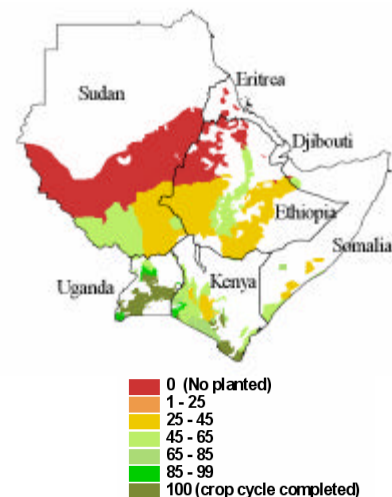 Eritrea
Sudan
Djibouti
Ethiopia
Somalia
Uganda
Kenya
0 (No planted)
1 - 25
25 - 45
45 - 65
65 - 85
85 - 99
100 (crop cycle completed)